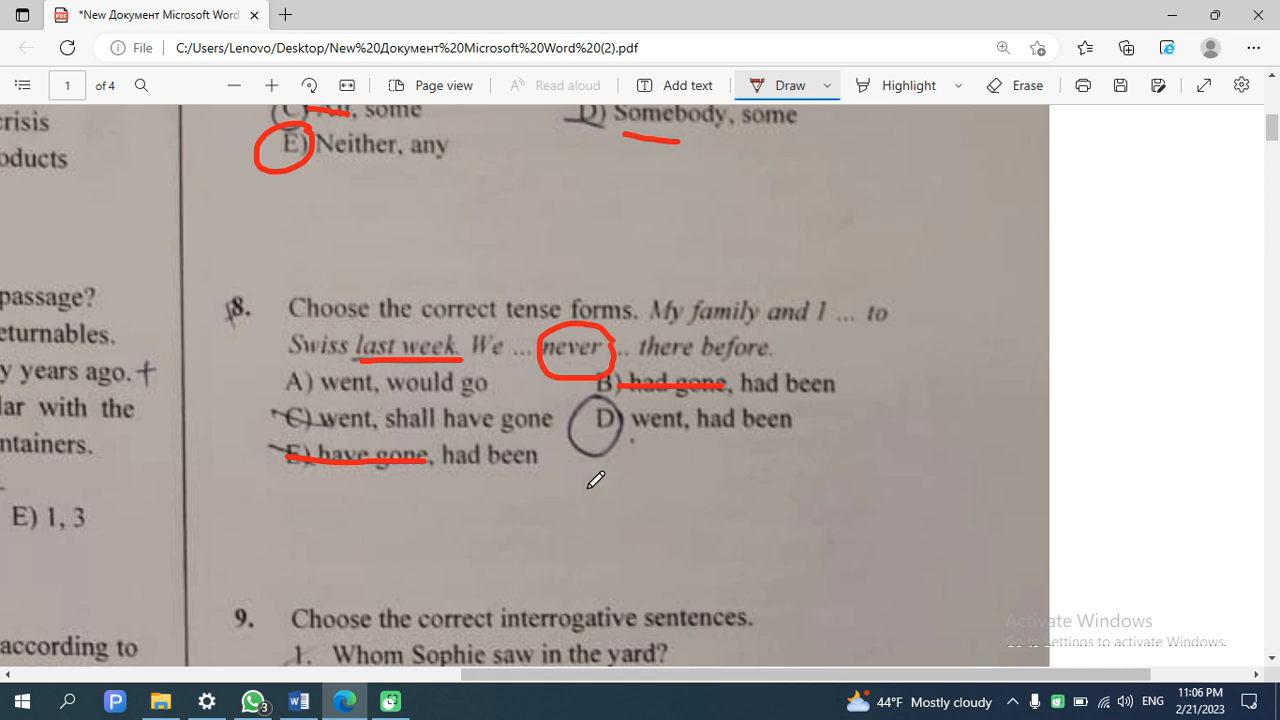 *New Документ Microsoft Word
File
C:/Users/Lenovo/Desktop/New%20Документ%20Microsoft%20Word%20(2).pdf
1 of 4
Page view
Read aloud
Add text
Draw
Highlight
Erase
crisis
oducts
passage?
eturnables.
y years ago. +
lar with the
ntainers.
E) 1, 3
according to
(C) All, some D) Somebody, some
E) Neither, any
8. Choose the correct tense forms. My family and I ... to
Swiss last week. We ... never ... there before.
A) went, would go B) had gone, had been
C) went, shall have gone D) went, had been
E) have gone, had been
9. Choose the correct interrogative sentences.
1. Whom Sophie saw in the yard?
Activate Windows
Go to Settings to activate Windows.
3
44°F Mostly cloudy
ENG
11:06 PM
2/21/2023